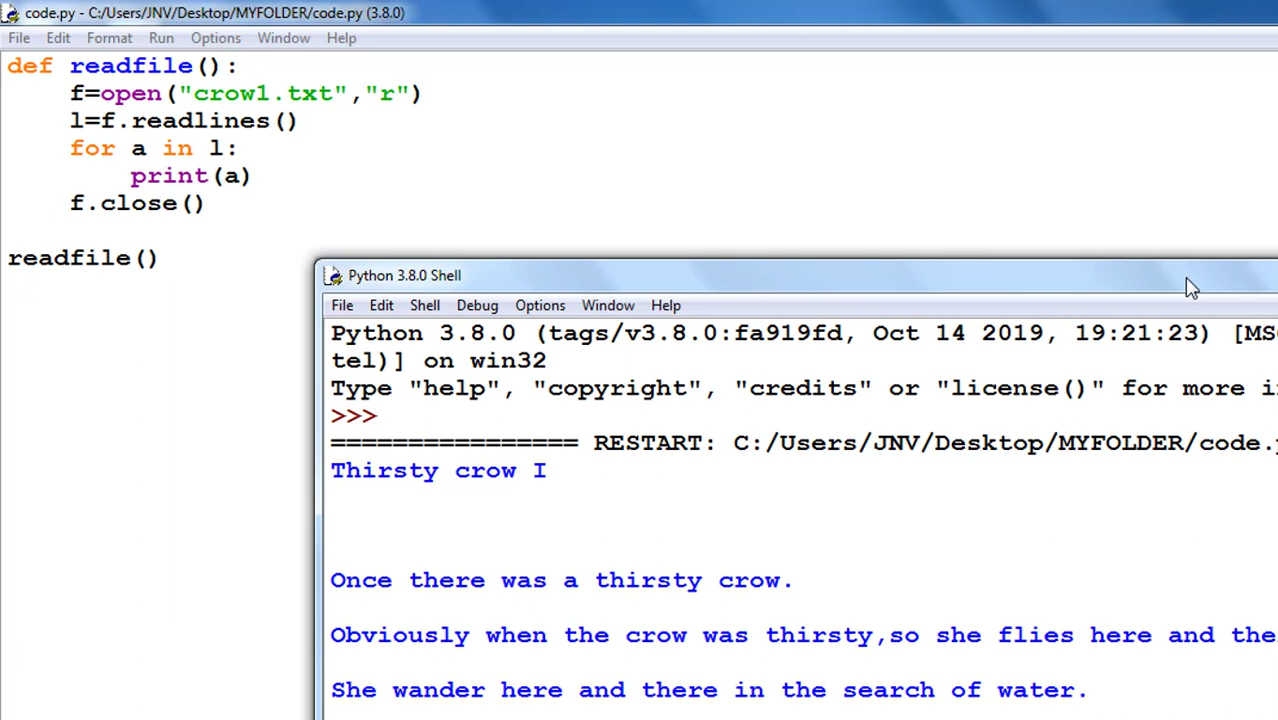 code.py - C:/Users/JNV/Desktop/MYFOLDER/code.py (3.8.0)
File Edit Format Run Options Window Help
def readfile():
    f=open("crow1.txt","r")
    l=f.readlines()
    for a in l:
        print(a)
    f.close()
readfile()
Python 3.8.0 Shell
File Edit Shell Debug Options Window Help
Python 3.8.0 (tags/v3.8.0:fa919fd, Oct 14 2019, 19:21:23) [MS
tel)] on win32
Type "help", "copyright", "credits" or "license()" for more
>>>
================ RESTART: C:/Users/JNV/Desktop/MYFOLDER/code.
Thirsty crow I
Once there was a thirsty crow.
Obviously when the crow was thirsty,so she flies here and
She wander here and there in the search of water.